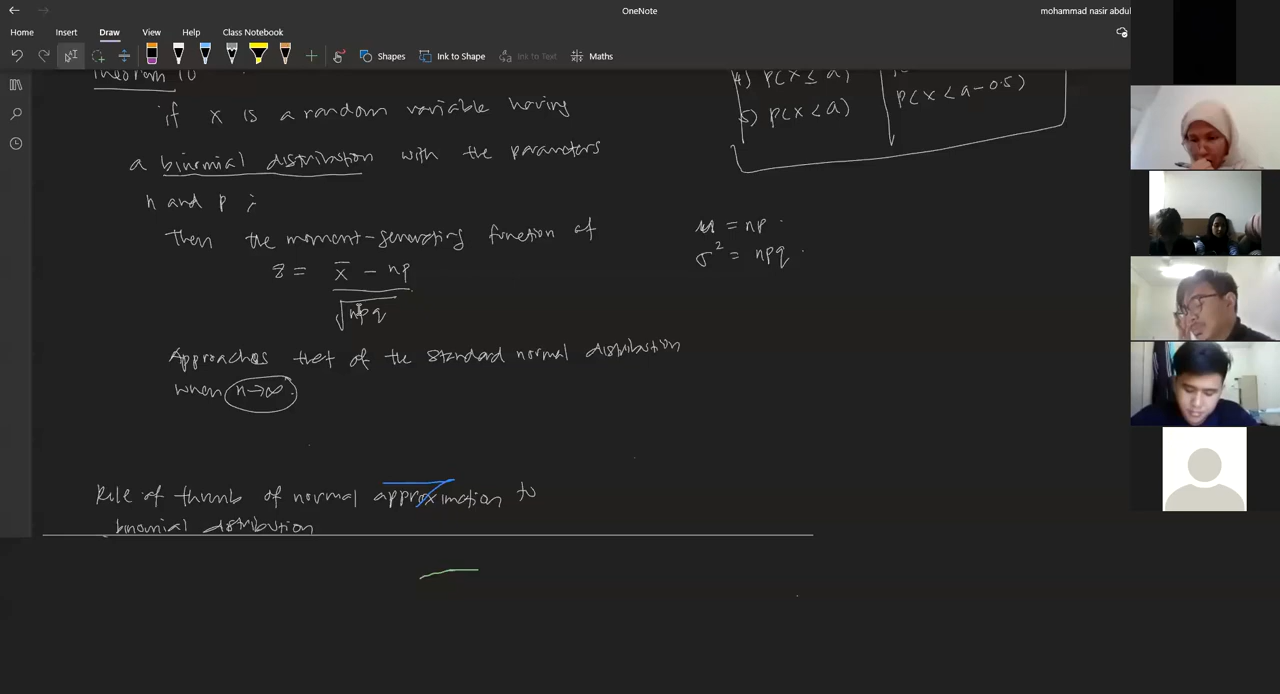 OneNote
mohammad nasir abdul
Home Insert Draw View Help Class Notebook
Shapes Ink to Shape Ink to Text Maths
Theorem 10
if x is a random variable having
a binomial distribution with the parameters
n and p ;
Then the moment-generating function of
z = x̄ - np
√npq
Approaches that of the standard normal distribution
when n→∞.
4) P(X ≤ a)
5) P(X < a)
P(X < a-0.5)
μ = np
σ² = npq
Rule of thumb of normal approximation to
binomial distribution